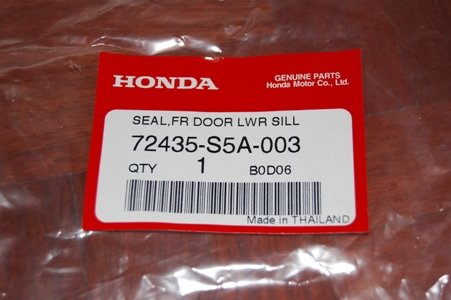 HONDA
GENUINE PARTS
Honda Motor Co., Ltd.
SEAL,FR DOOR LWR SILL
72435-S5A-003
QTY 1 B0D06
Made in THAILAND